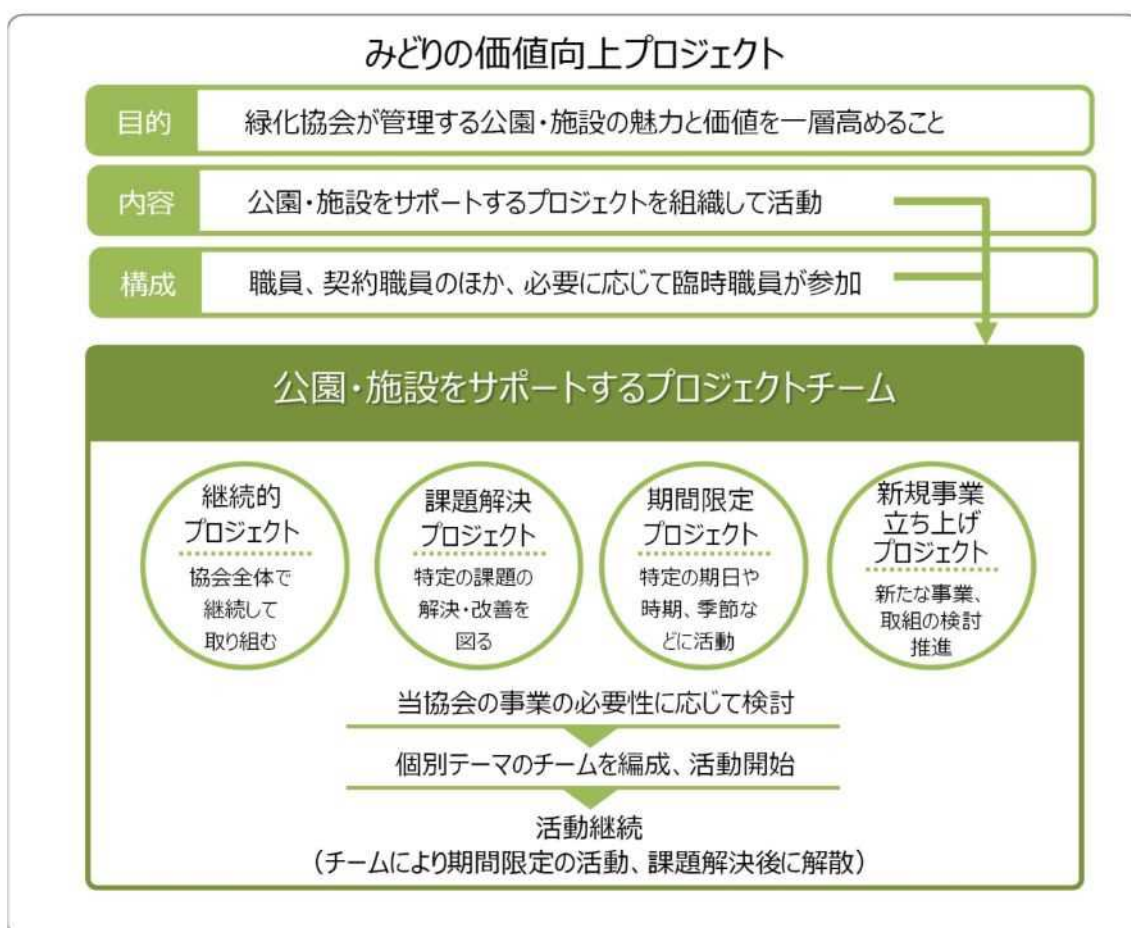 みどりの価値向上プロジェクト
目的
緑化協会が管理する公園・施設の魅力と価値を一層高めること
内容
公園・施設をサポートするプロジェクトを組織して活動
構成
職員、契約職員のほか、必要に応じて臨時職員が参加
公園・施設をサポートするプロジェクトチーム
継続的
プロジェクト
協会全体で
継続して
取り組む
課題解決
プロジェクト
特定の課題の
解決・改善を
図る
期間限定
プロジェクト
特定の期日や
時期、季節な
どに活動
新規事業
立ち上げ
プロジェクト
新たな事業、
取組の検討
推進
当協会の事業の必要性に応じて検討
個別テーマのチームを編成、活動開始
活動継続
（チームにより期間限定の活動、課題解決後に解散）